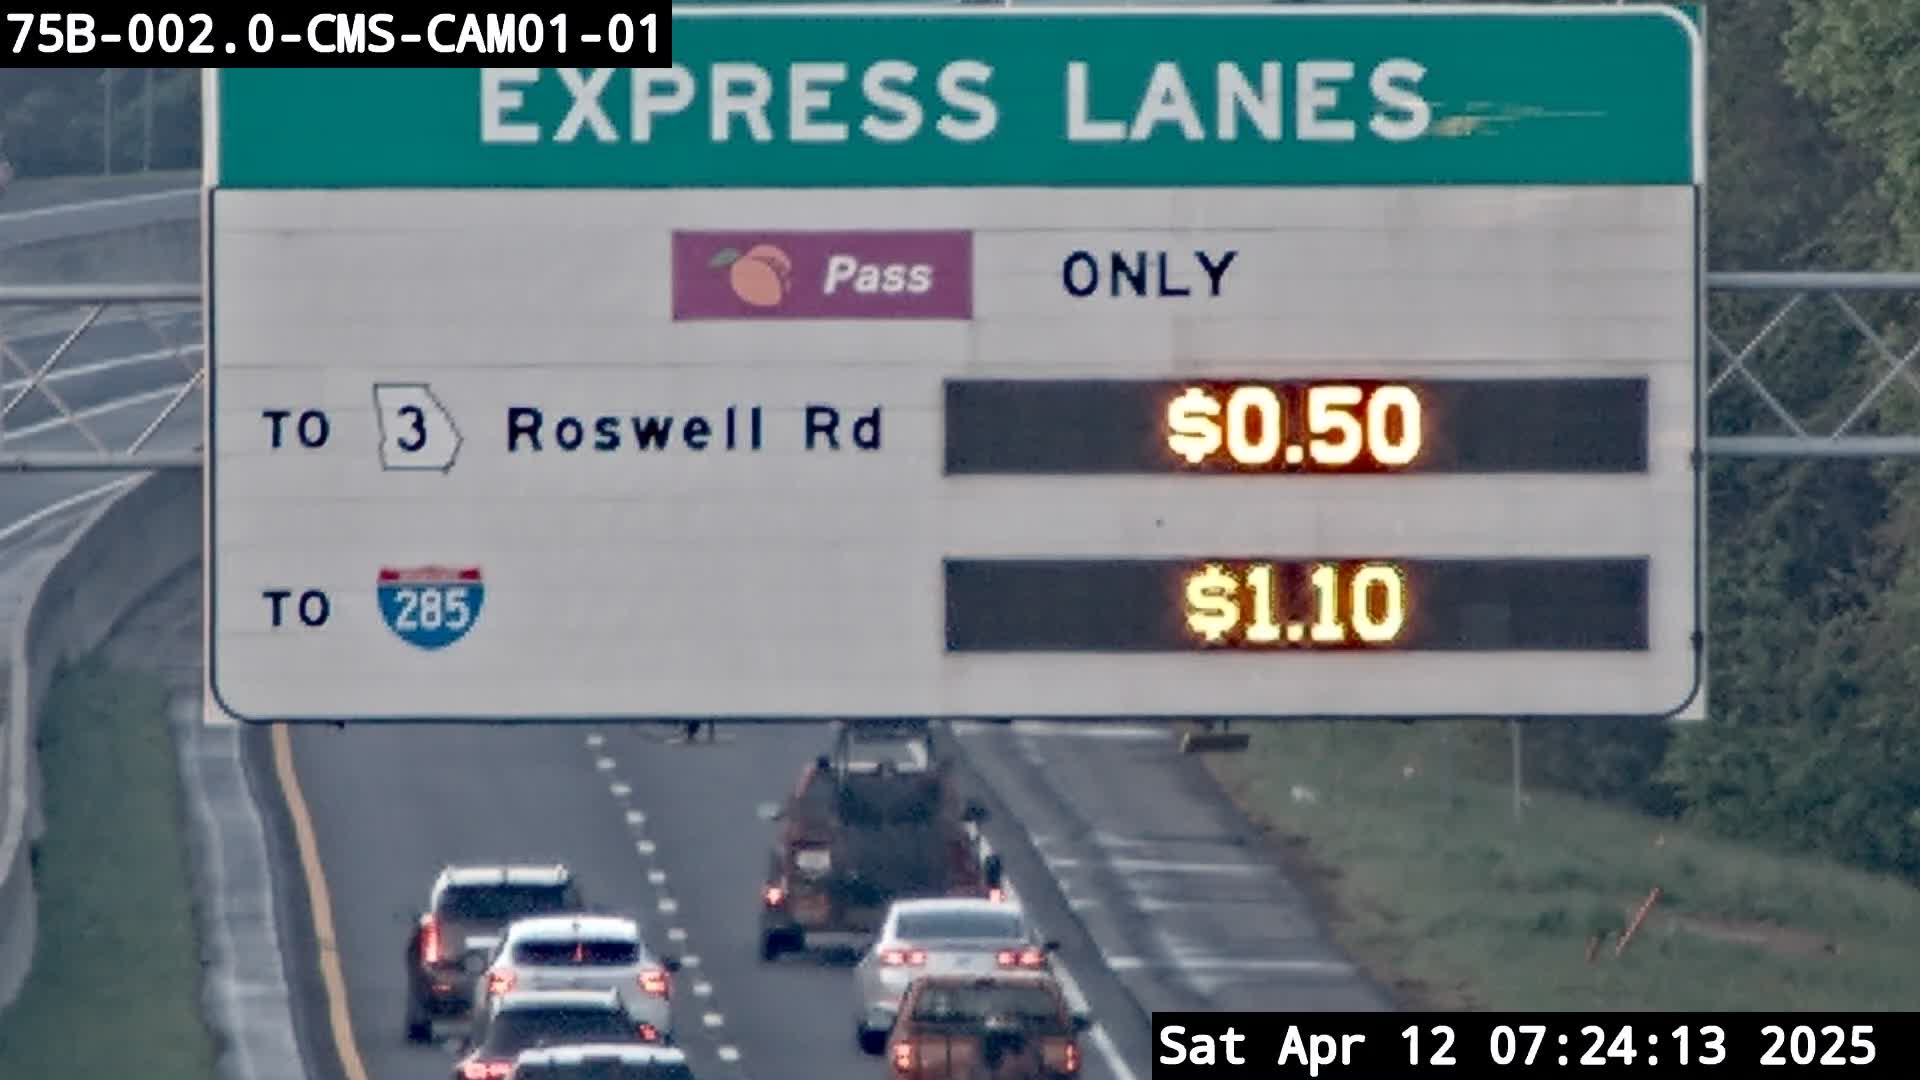 75B-002.0-CMS-CAM01-01
EXPRESS LANES
Pass ONLY
TO 3 Roswell Rd $0.50
TO 285 $1.10
Sat Apr 12 07:24:13 2025